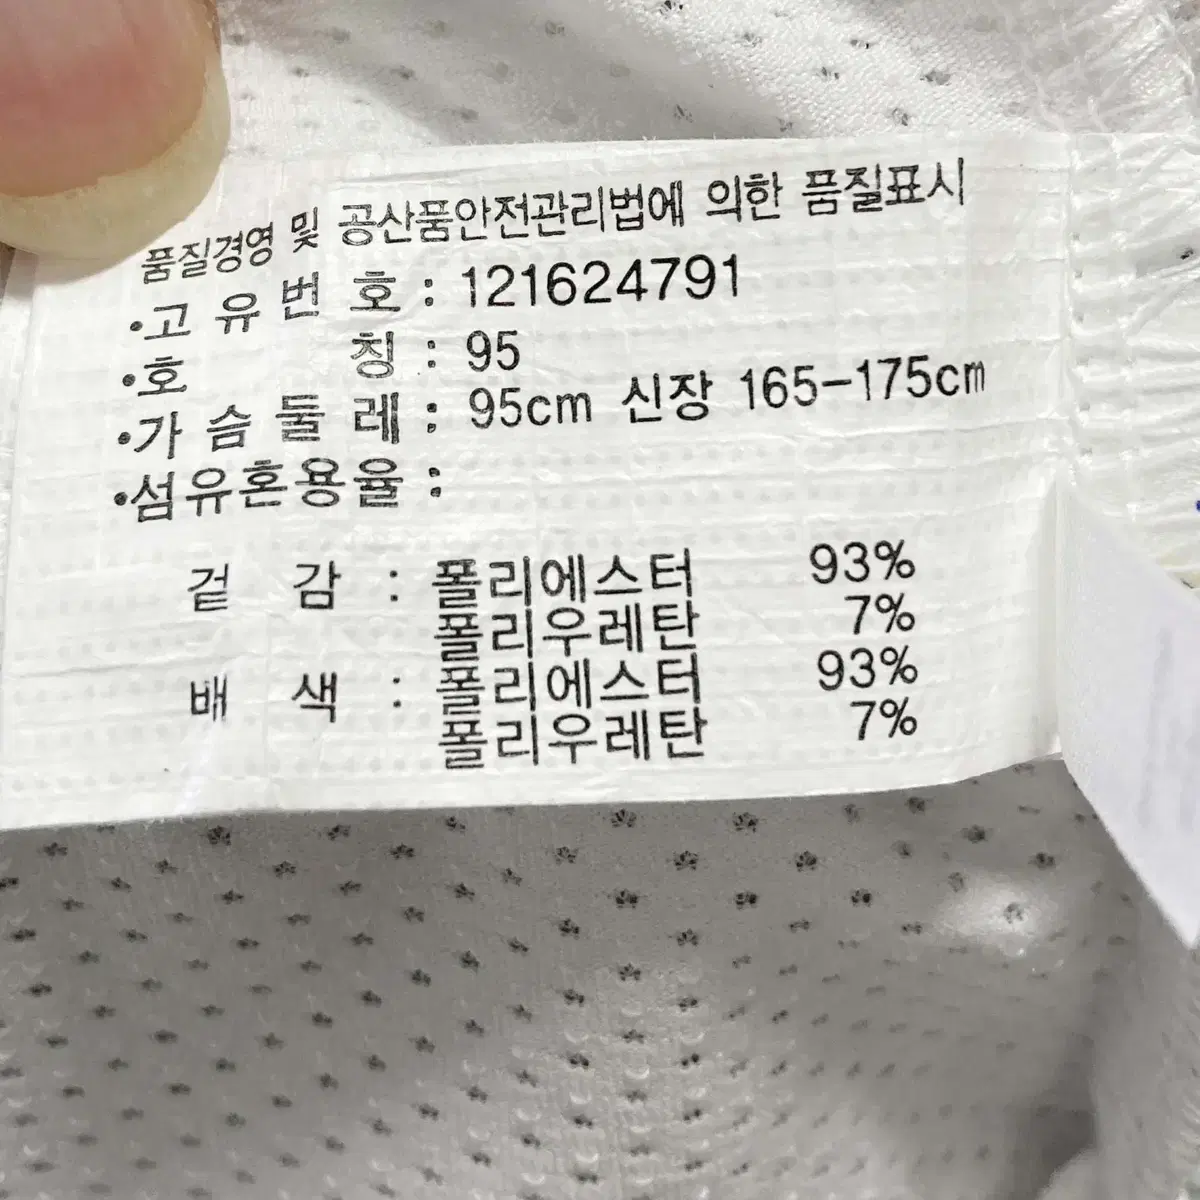 품질경영 및 공산품안전관리법에 의한 품질표시
•고 유 번 호 : 121624791
•호 칭 : 95
•가 슴 둘 레 : 95cm 신장 165-175cm
•섬유혼용율 :
겉 감 : 폴리에스터 93%
폴리우레탄 7%
배 색 : 폴리에스터 93%
폴리우레탄 7%